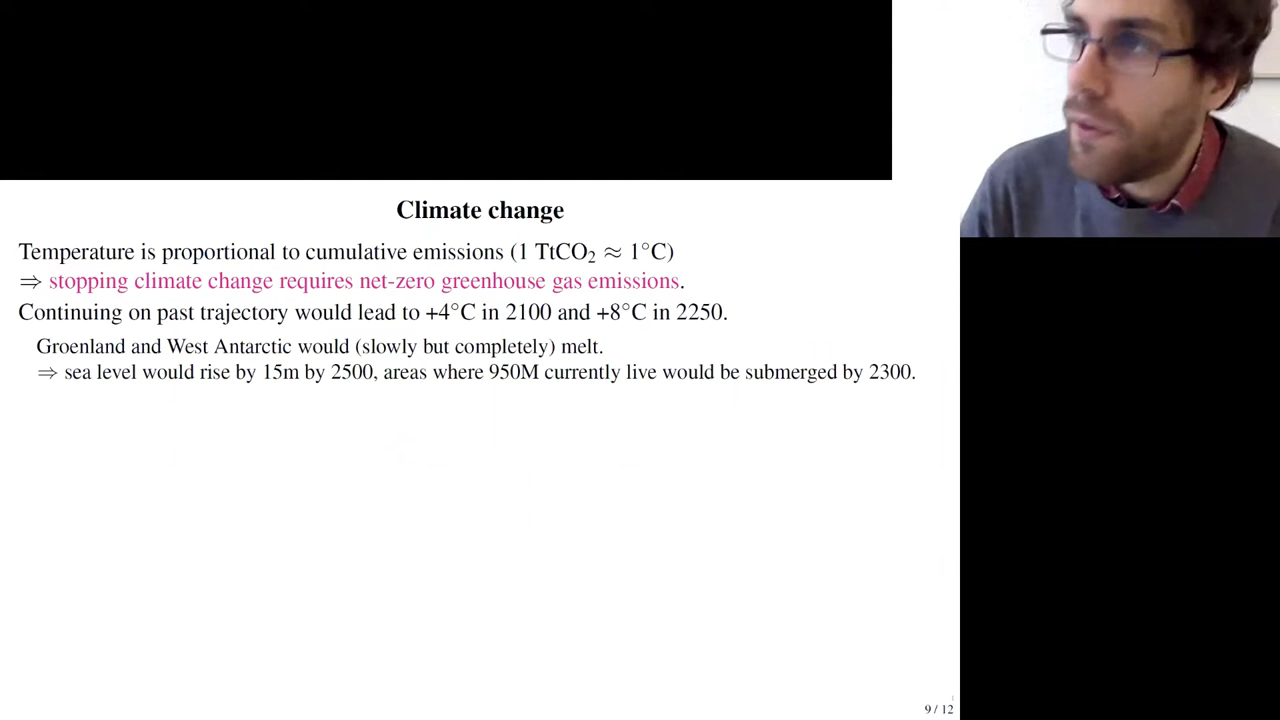 Climate change
Temperature is proportional to cumulative emissions (1 TtCO₂ ≈ 1°C)
⇒ stopping climate change requires net-zero greenhouse gas emissions.
Continuing on past trajectory would lead to +4°C in 2100 and +8°C in 2250.
Groenland and West Antarctic would (slowly but completely) melt.
⇒ sea level would rise by 15m by 2500, areas where 950M currently live would be submerged by 2300.
9 / 12